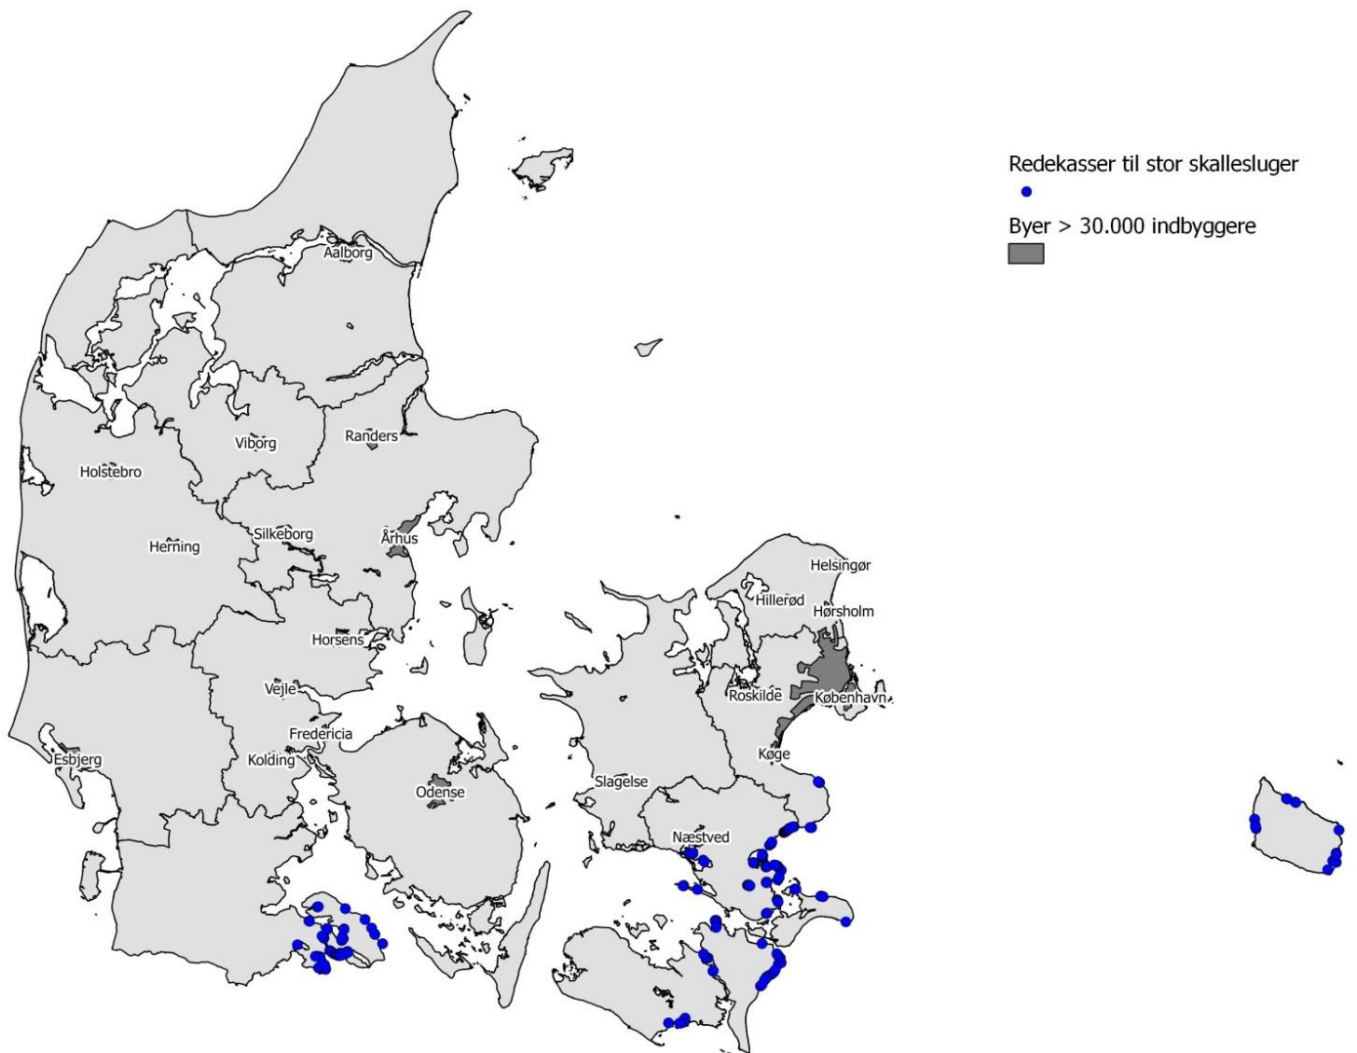 Redekasser til stor skallesluger
Byer > 30.000 indbyggere
Aalborg
Viborg
Randers
Holstebro
Silkeborg
Århus
Herning
Helsingør
Hillerød
Hørsholm
Horsens
Vejle
Roskilde
København
Fredericia
Kolding
Esbjerg
Køge
Odense
Slagelse
Næstved